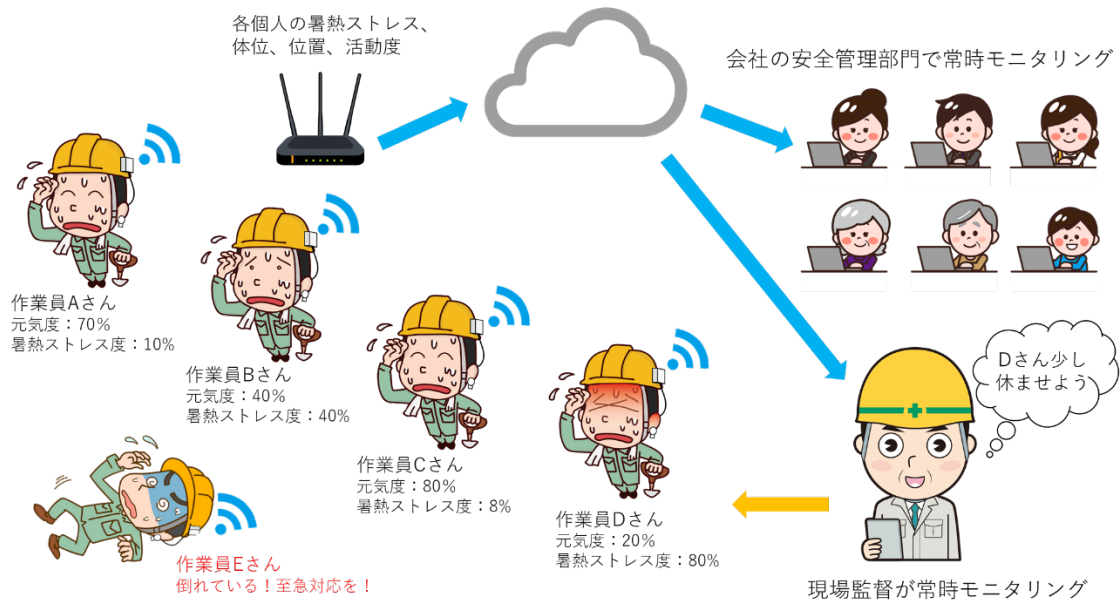 各個人の暑熱ストレス、
体位、位置、活動度
会社の安全管理部門で常時モニタリング
作業員Aさん
元気度：70%
暑熱ストレス度：10%
作業員Bさん
元気度：40%
暑熱ストレス度：40%
作業員Cさん
元気度：80%
暑熱ストレス度：8%
作業員Dさん
元気度：20%
暑熱ストレス度：80%
作業員Eさん
倒れている！至急対応を！
Dさん少し
休ませよう
現場監督が常時モニタリング